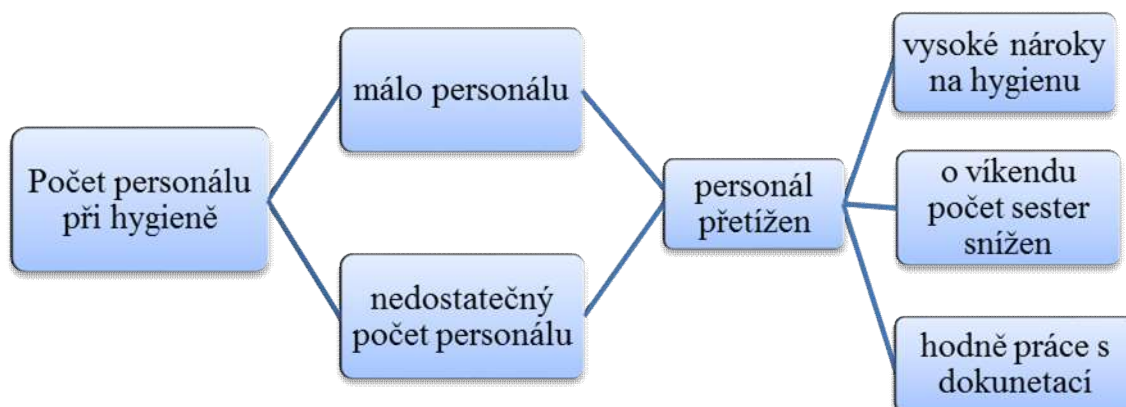 Počet personálu
při hygieně
málo personálu
nedostatečný
počet personálu
personál
přetížen
vysoké nároky
na hygienu
o víkendu
počet sester
snížen
hodně práce s
dokunetací